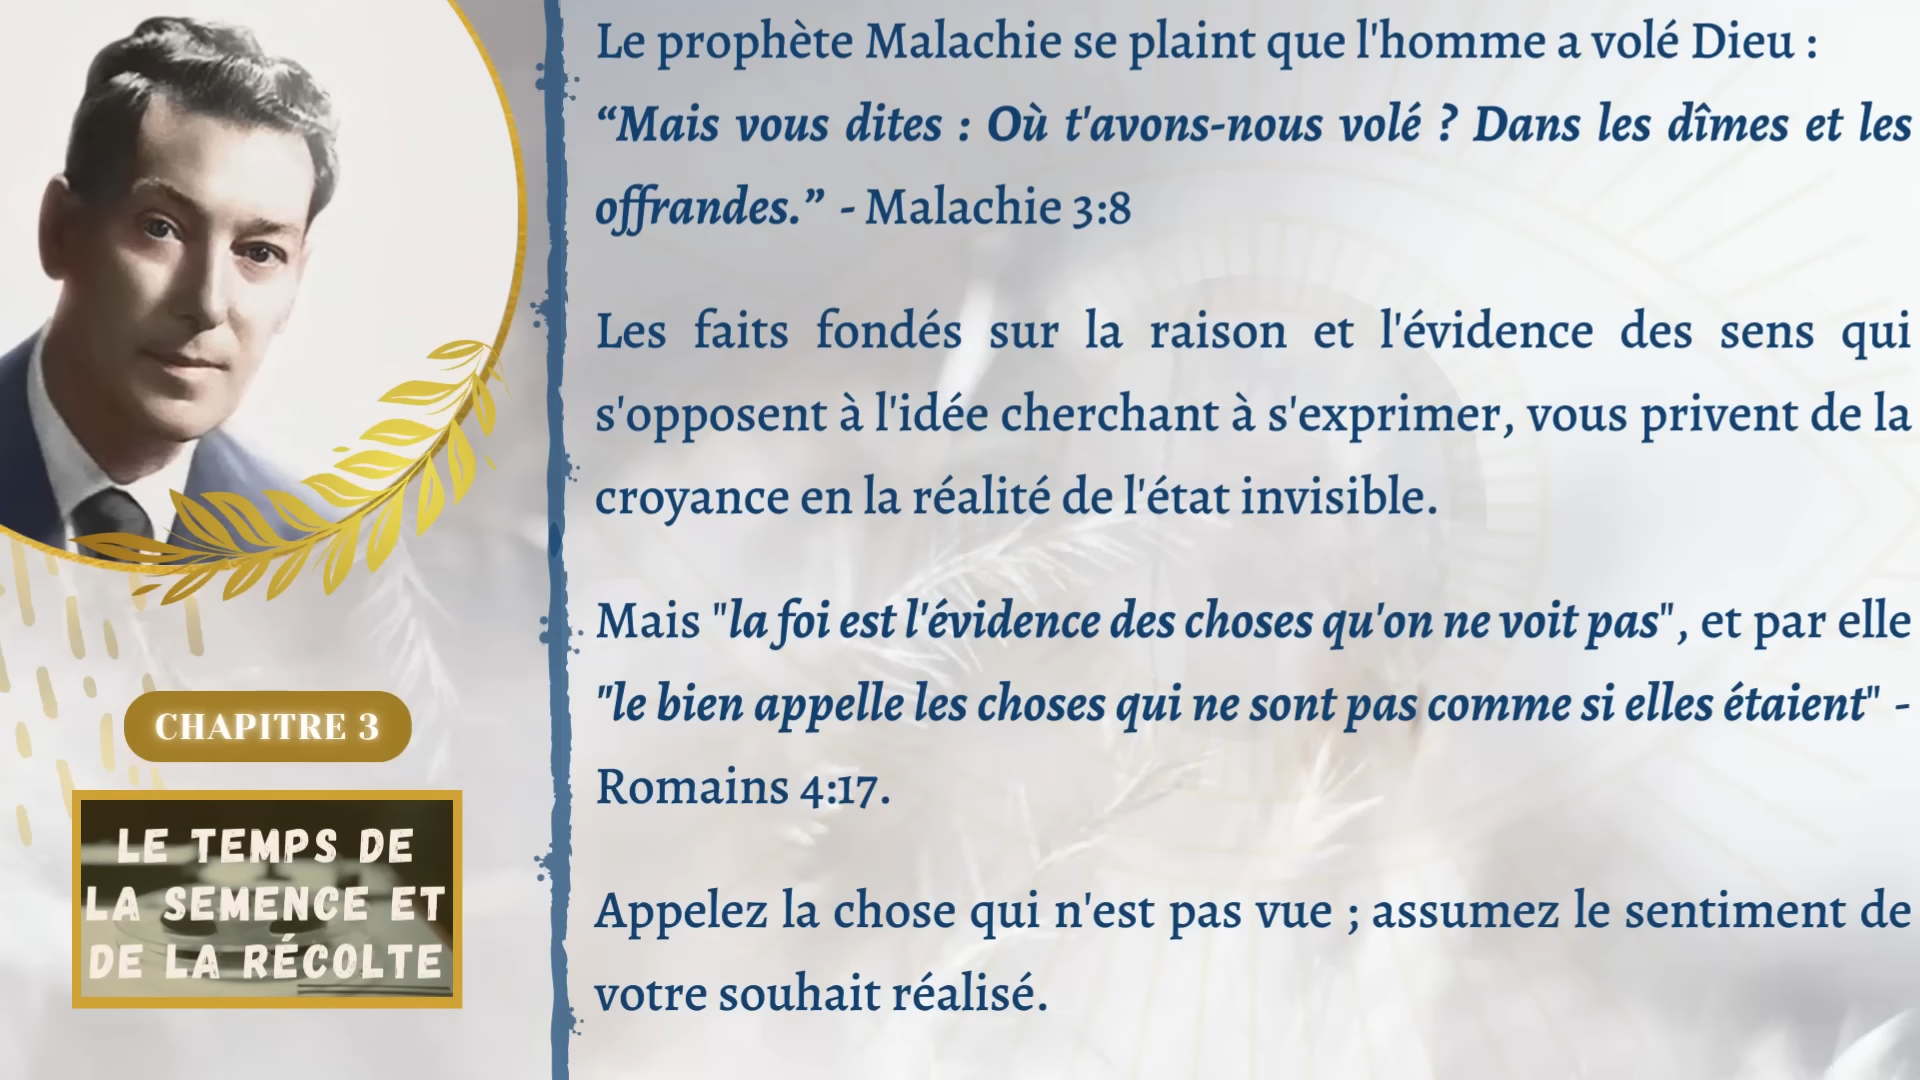 Le prophète Malachie se plaint que l'homme a volé Dieu :
“Mais vous dites : Où t'avons-nous volé ? Dans les dîmes et les
offrandes.” - Malachie 3:8
Les faits fondés sur la raison et l'évidence des sens qui
s'opposent à l'idée cherchant à s'exprimer, vous privent de la
croyance en la réalité de l'état invisible.
Mais "la foi est l'évidence des choses qu'on ne voit pas", et par elle
"le bien appelle les choses qui ne sont pas comme si elles étaient" -
Romains 4:17.
Appelez la chose qui n'est pas vue ; assumez le sentiment de
votre souhait réalisé.
CHAPITRE 3
LE TEMPS DE
LA SEMENCE ET
DE LA RÉCOLTE